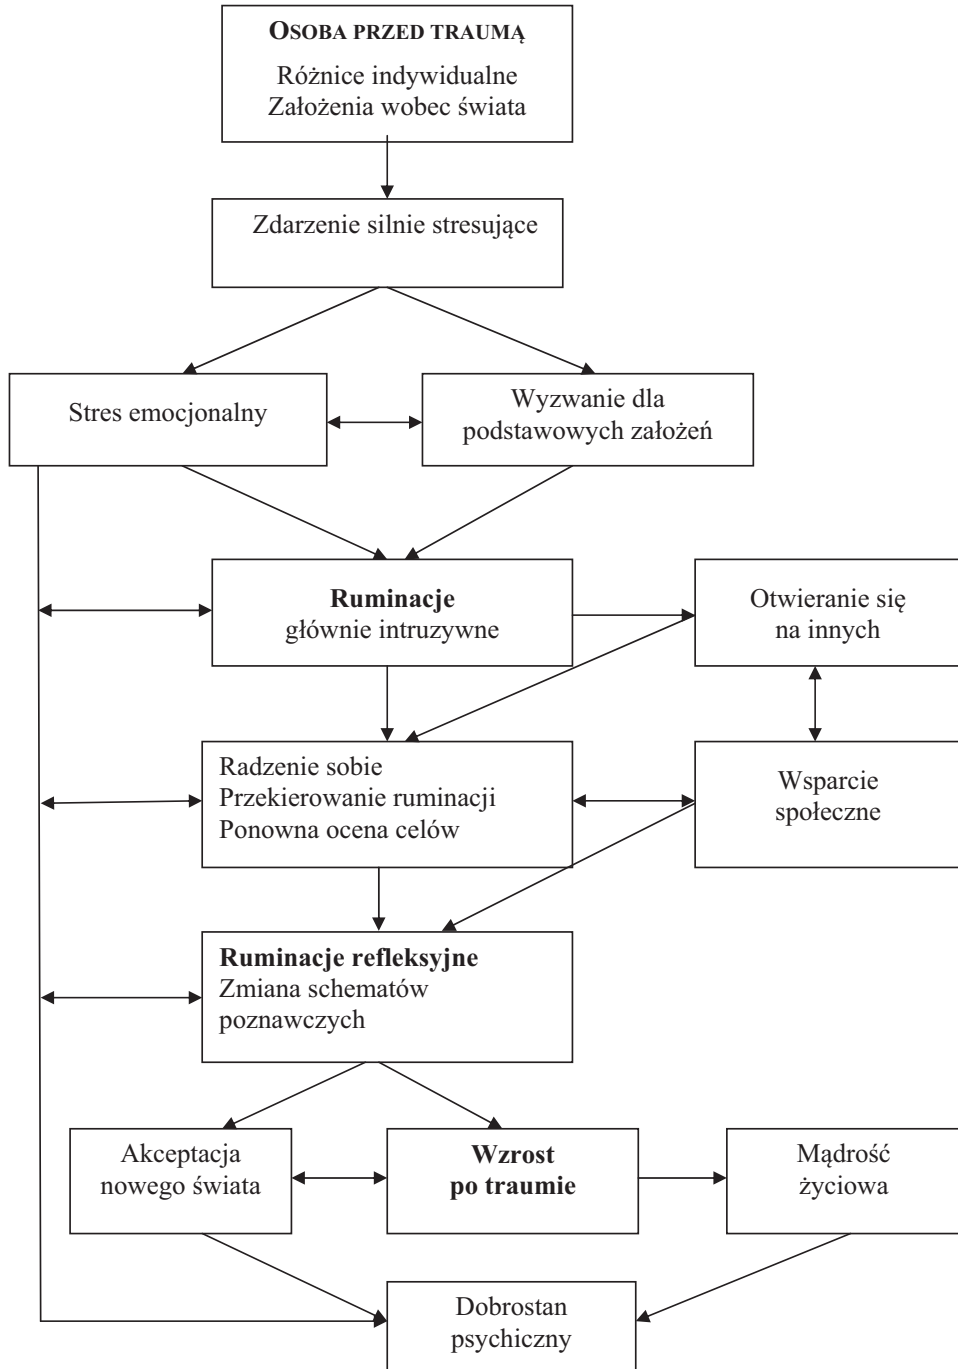 OSOBA PRZED TRAUMĄ
Różnice indywidualne
Założenia wobec świata
Zdarzenie silnie stresujące
Stres emocjonalny
Wyzwanie dla
podstawowych założeń
Ruminacje
głównie intruzywne
Otwieranie się
na innych
Radzenie sobie
Przekierowanie ruminacji
Ponowna ocena celów
Wsparcie
społeczne
Ruminacje refleksyjne
Zmiana schematów
poznawczych
Akceptacja
nowego świata
Wzrost
po traumie
Mądrość
życiowa
Dobrostan
psychiczny